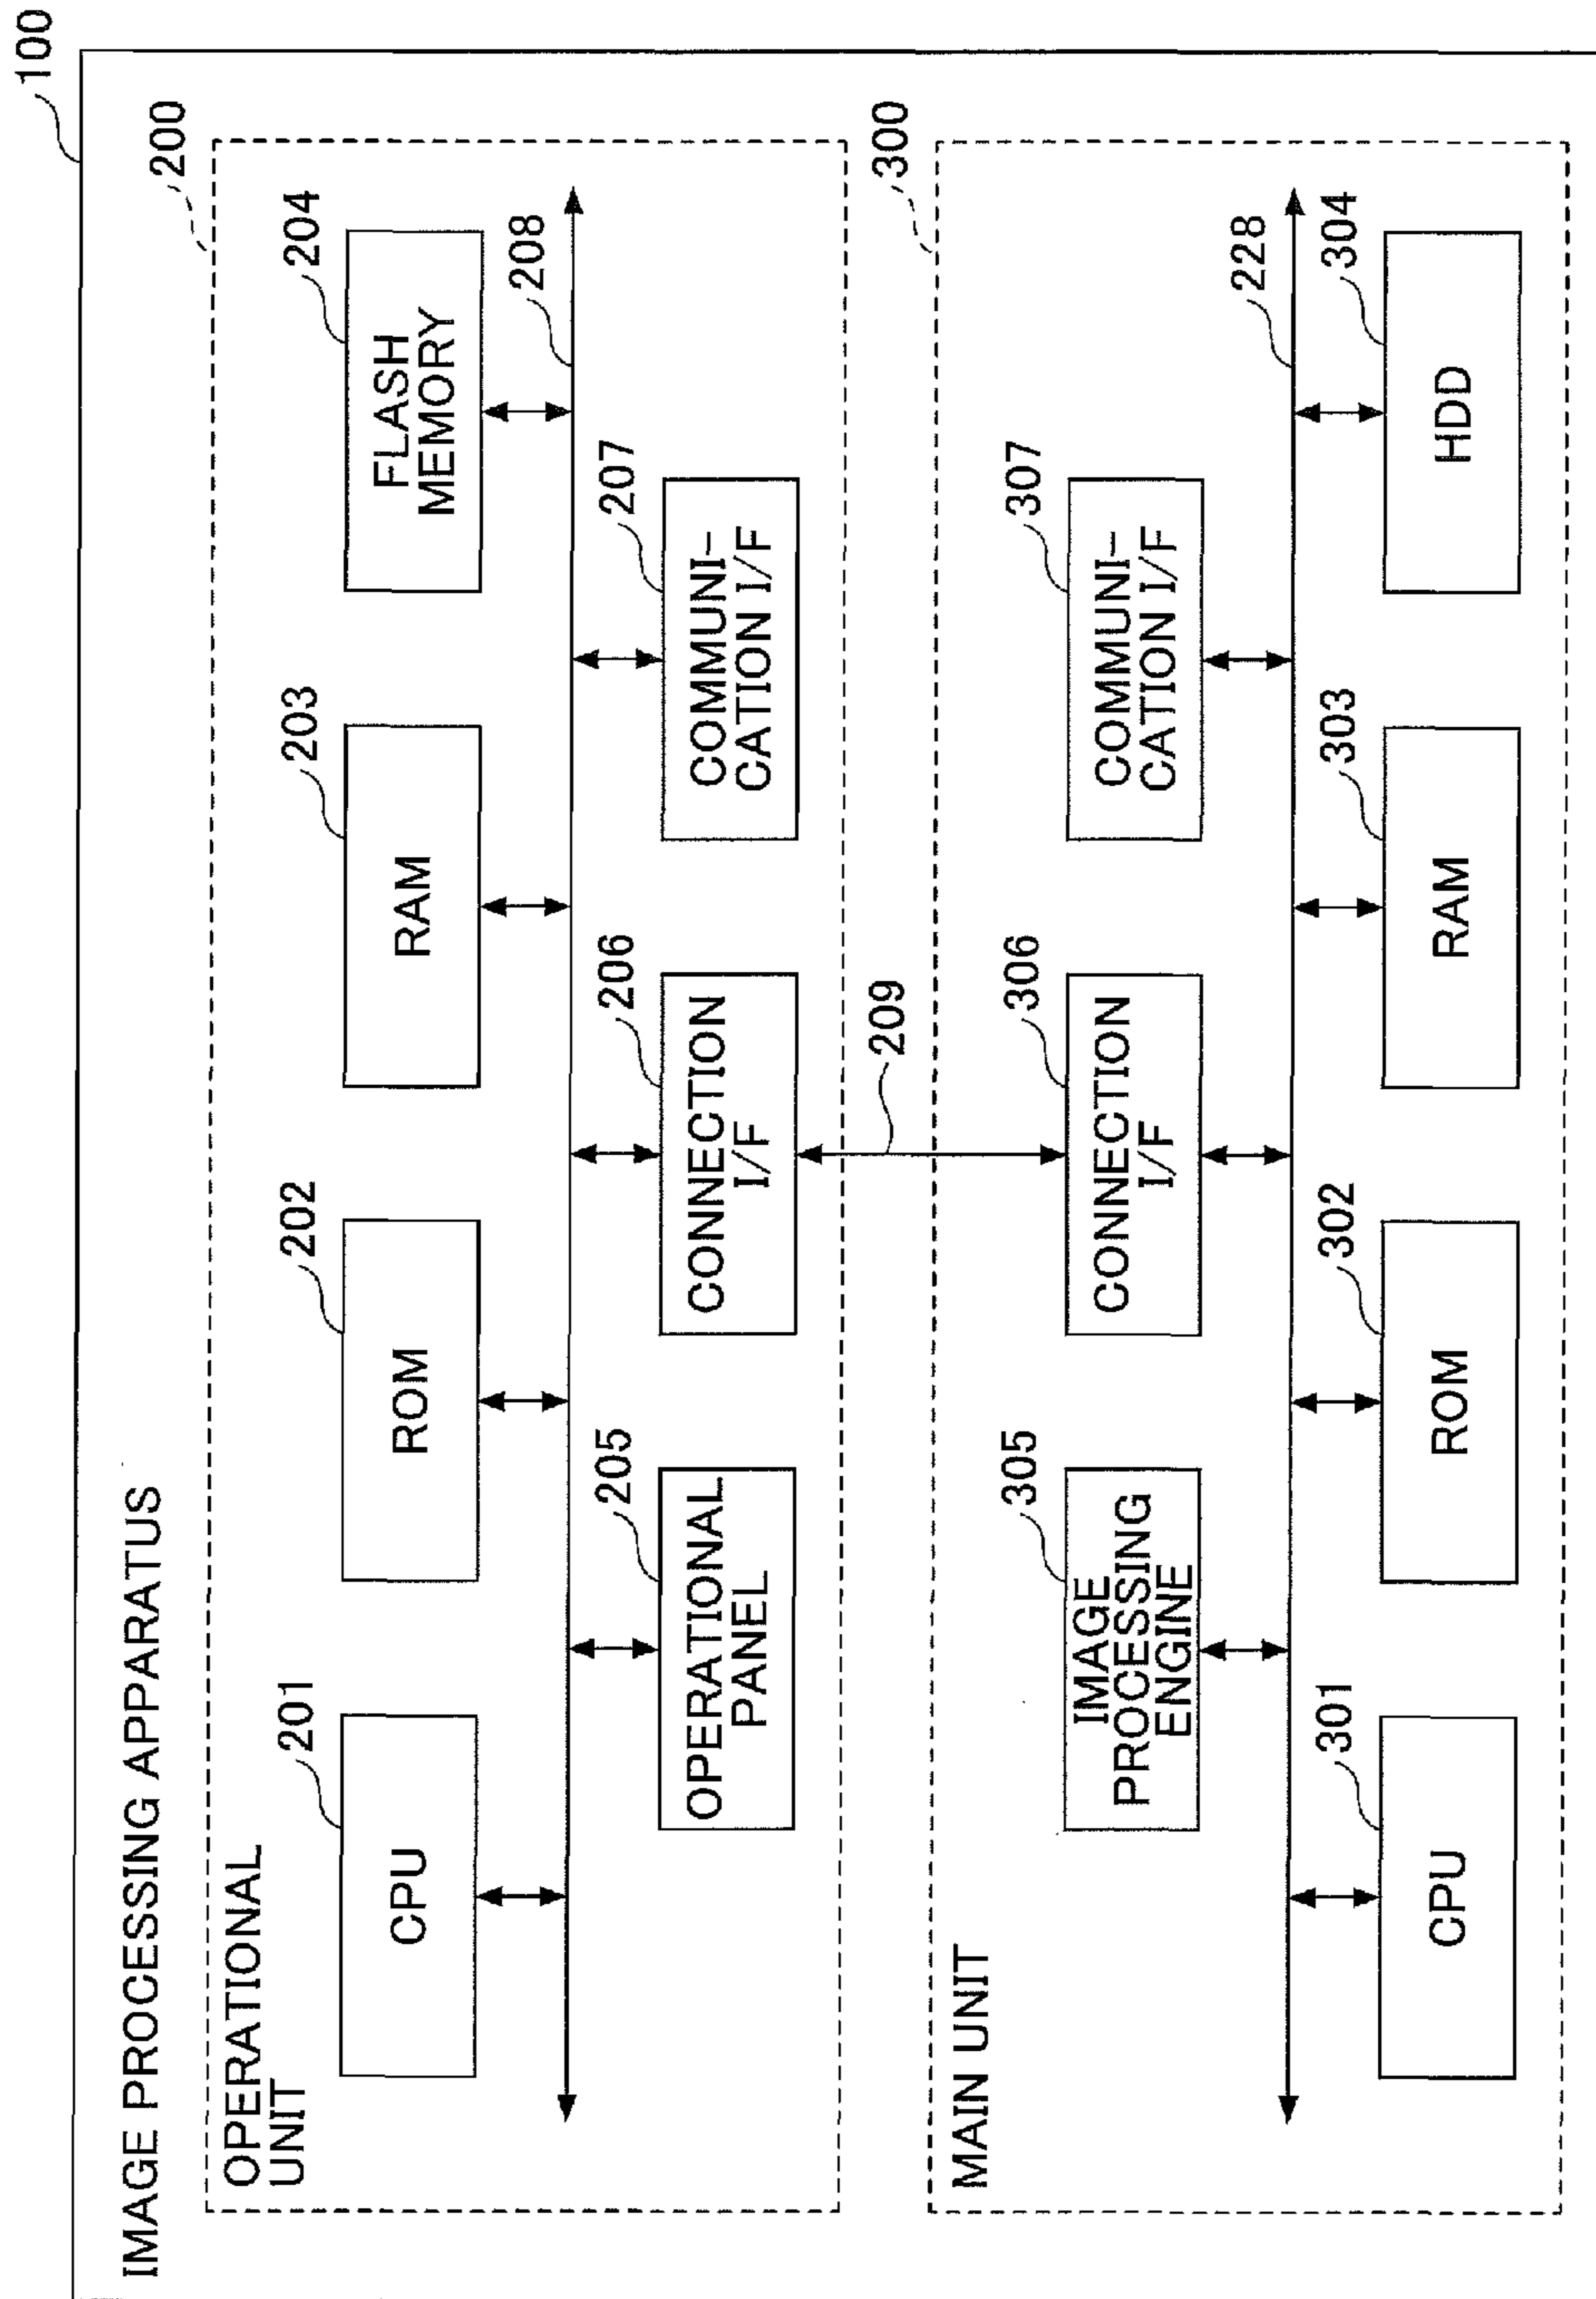 100
IMAGE PROCESSING APPARATUS
200
OPERATIONAL
UNIT
201
CPU
202
ROM
203
RAM
204
FLASH
MEMORY
208
205
OPERATIONAL
PANEL
206
CONNECTION
I/F
207
COMMUNI-
CATION I/F
209
300
MAIN UNIT
305
IMAGE
PROCESSING
ENGINE
306
CONNECTION
I/F
307
COMMUNI-
CATION I/F
228
301
CPU
302
ROM
303
RAM
304
HDD